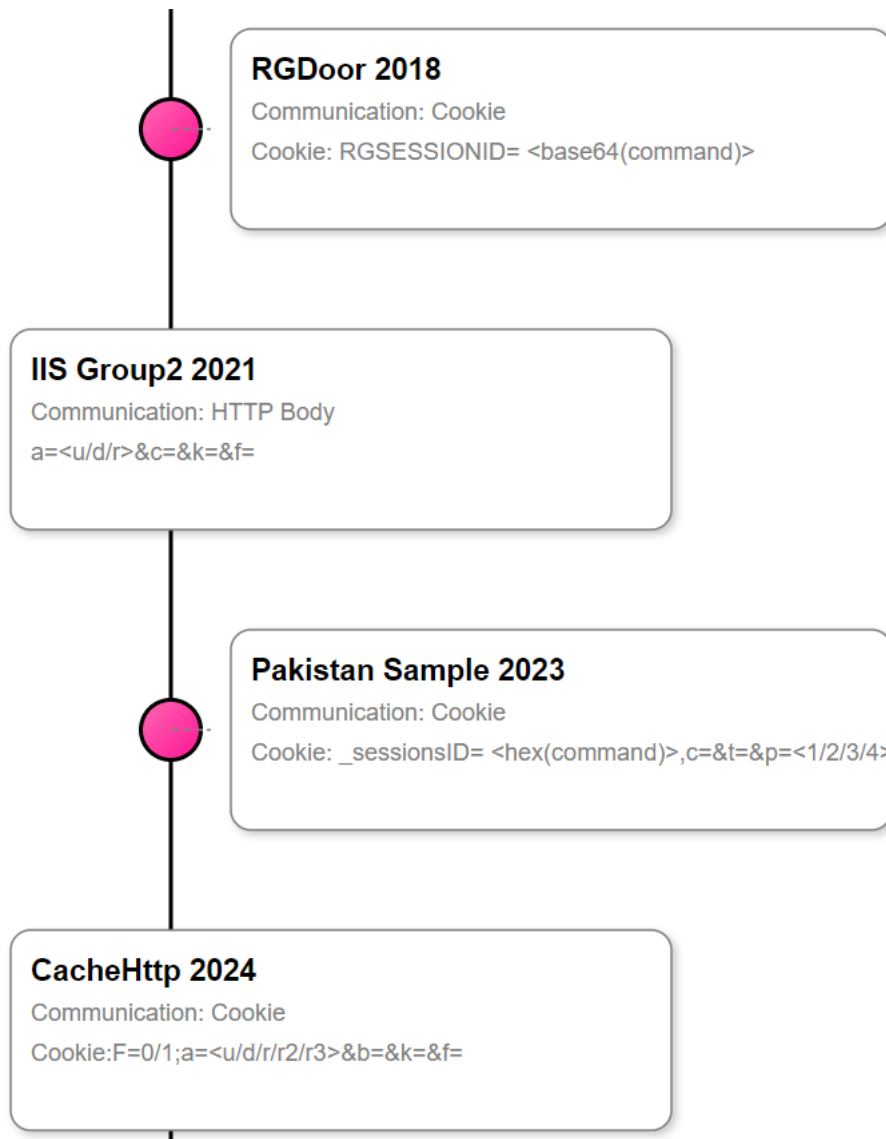 RGDoor 2018
Communication: Cookie
Cookie: RGSESSIONID= <base64(command)>
IIS Group2 2021
Communication: HTTP Body
a=<u/d/r>&c=&k=&f=
Pakistan Sample 2023
Communication: Cookie
Cookie: _sessionsID= <hex(command)>,c=&t=&p=<1/2/3/4>
CacheHttp 2024
Communication: Cookie
Cookie:F=0/1;a=<u/d/r/r2/r3>&b=&k=&f=